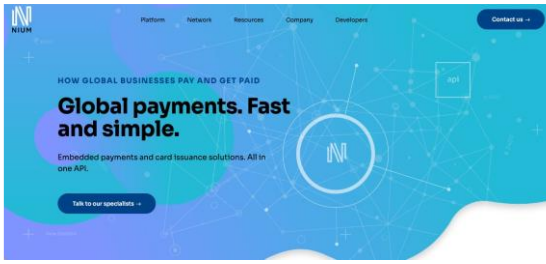 Platform Network Resources Company Developers Contact us →
NIUM
HOW GLOBAL BUSINESSES PAY AND GET PAID
api
Global payments. Fast
and simple.
Embedded payments and card issuance solutions. All in
one API.
Talk to our specialists →